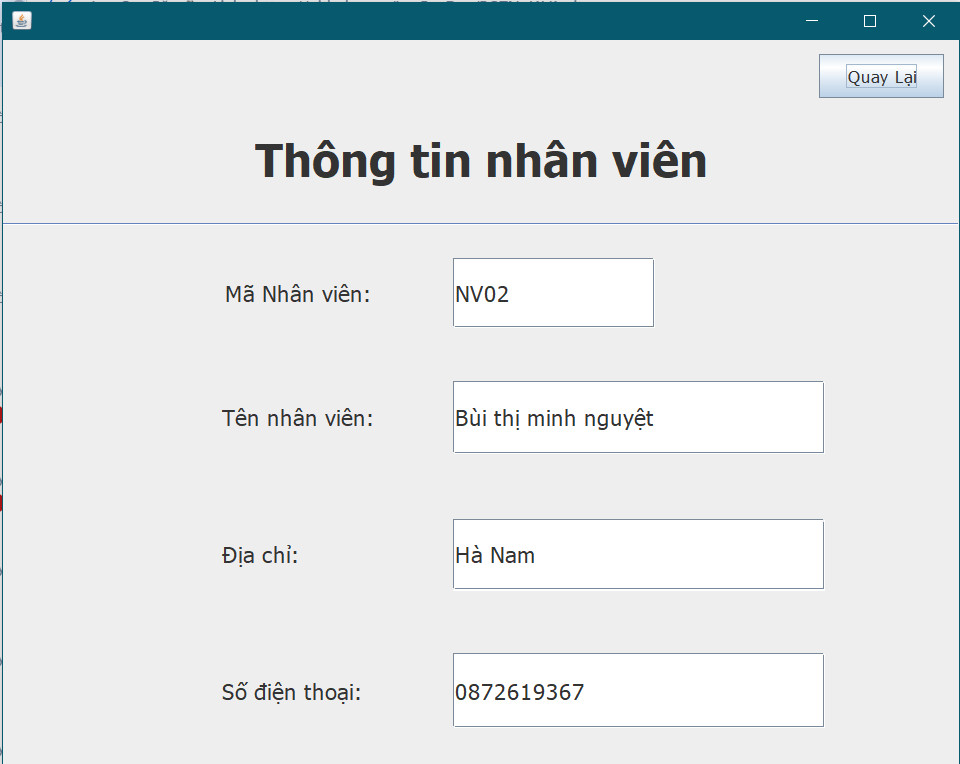 Quay Lại
Thông tin nhân viên
Mã Nhân viên: NV02
Tên nhân viên: Bùi thị minh nguyệt
Địa chỉ: Hà Nam
Số điện thoại: 0872619367